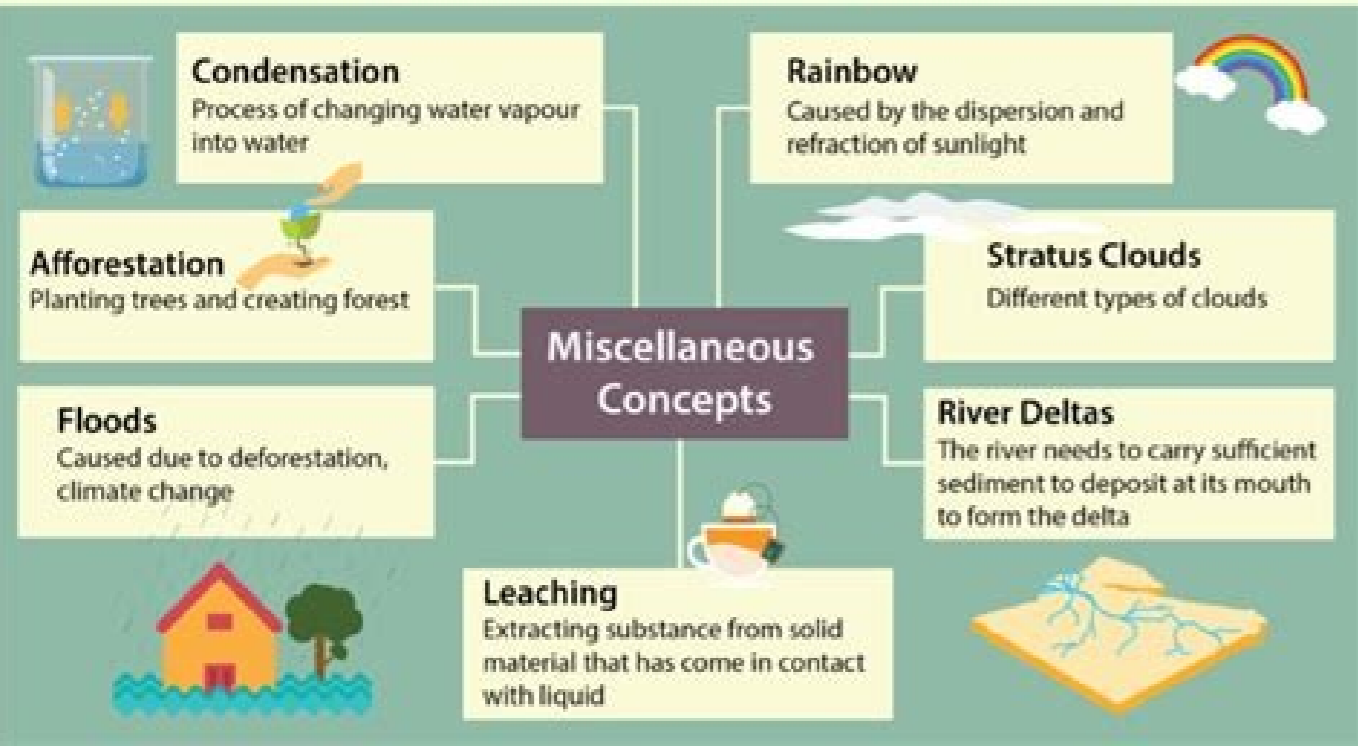 Condensation
Process of changing water vapour
into water
Rainbow
Caused by the dispersion and
refraction of sunlight
Afforestation
Planting trees and creating forest
Stratus Clouds
Different types of clouds
Miscellaneous
Concepts
Floods
Caused due to deforestation,
climate change
River Deltas
The river needs to carry sufficient
sediment to deposit at its mouth
to form the delta
Leaching
Extracting substance from solid
material that has come in contact
with liquid